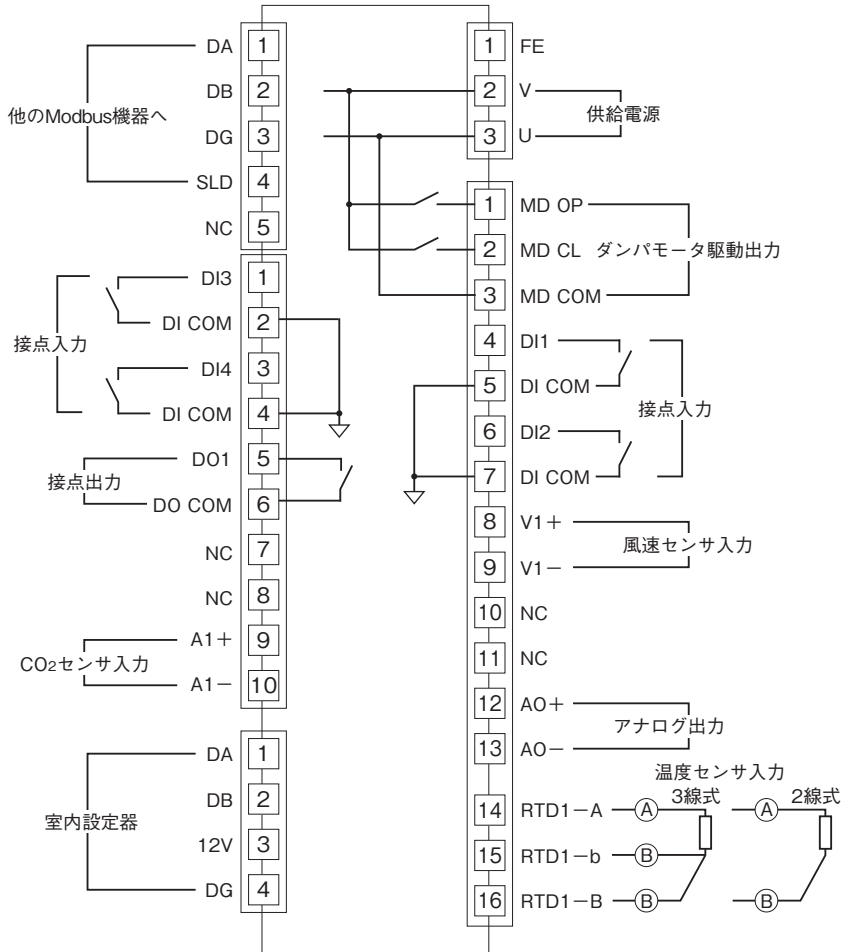 他のModbus機器へ
DA 1
DB 2
DG 3
SLD 4
NC 5
接点入力
DI3 1
DI COM 2
DI4 3
DI COM 4
接点出力
DO1 5
DO COM 6
NC 7
NC 8
CO2センサ入力
A1+ 9
A1− 10
室内設定器
DA 1
DB 2
12V 3
DG 4
1 FE
2 V
3 U
供給電源
1 MD OP
2 MD CL
3 MD COM
ダンパモータ駆動出力
4 DI1
5 DI COM
6 DI2
7 DI COM
接点入力
8 V1+
9 V1−
風速センサ入力
10 NC
11 NC
12 AO+
13 AO−
アナログ出力
温度センサ入力
3線式 2線式
14 RTD1−A A A
15 RTD1−b B
16 RTD1−B B B